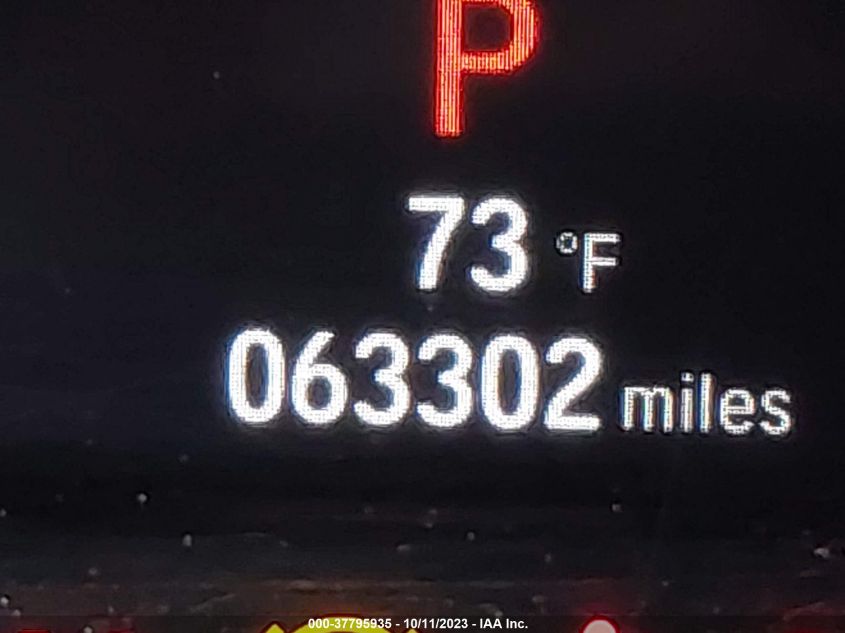 P
73 °F
063302 miles
000-37795935 - 10/11/2023 - IAA Inc.